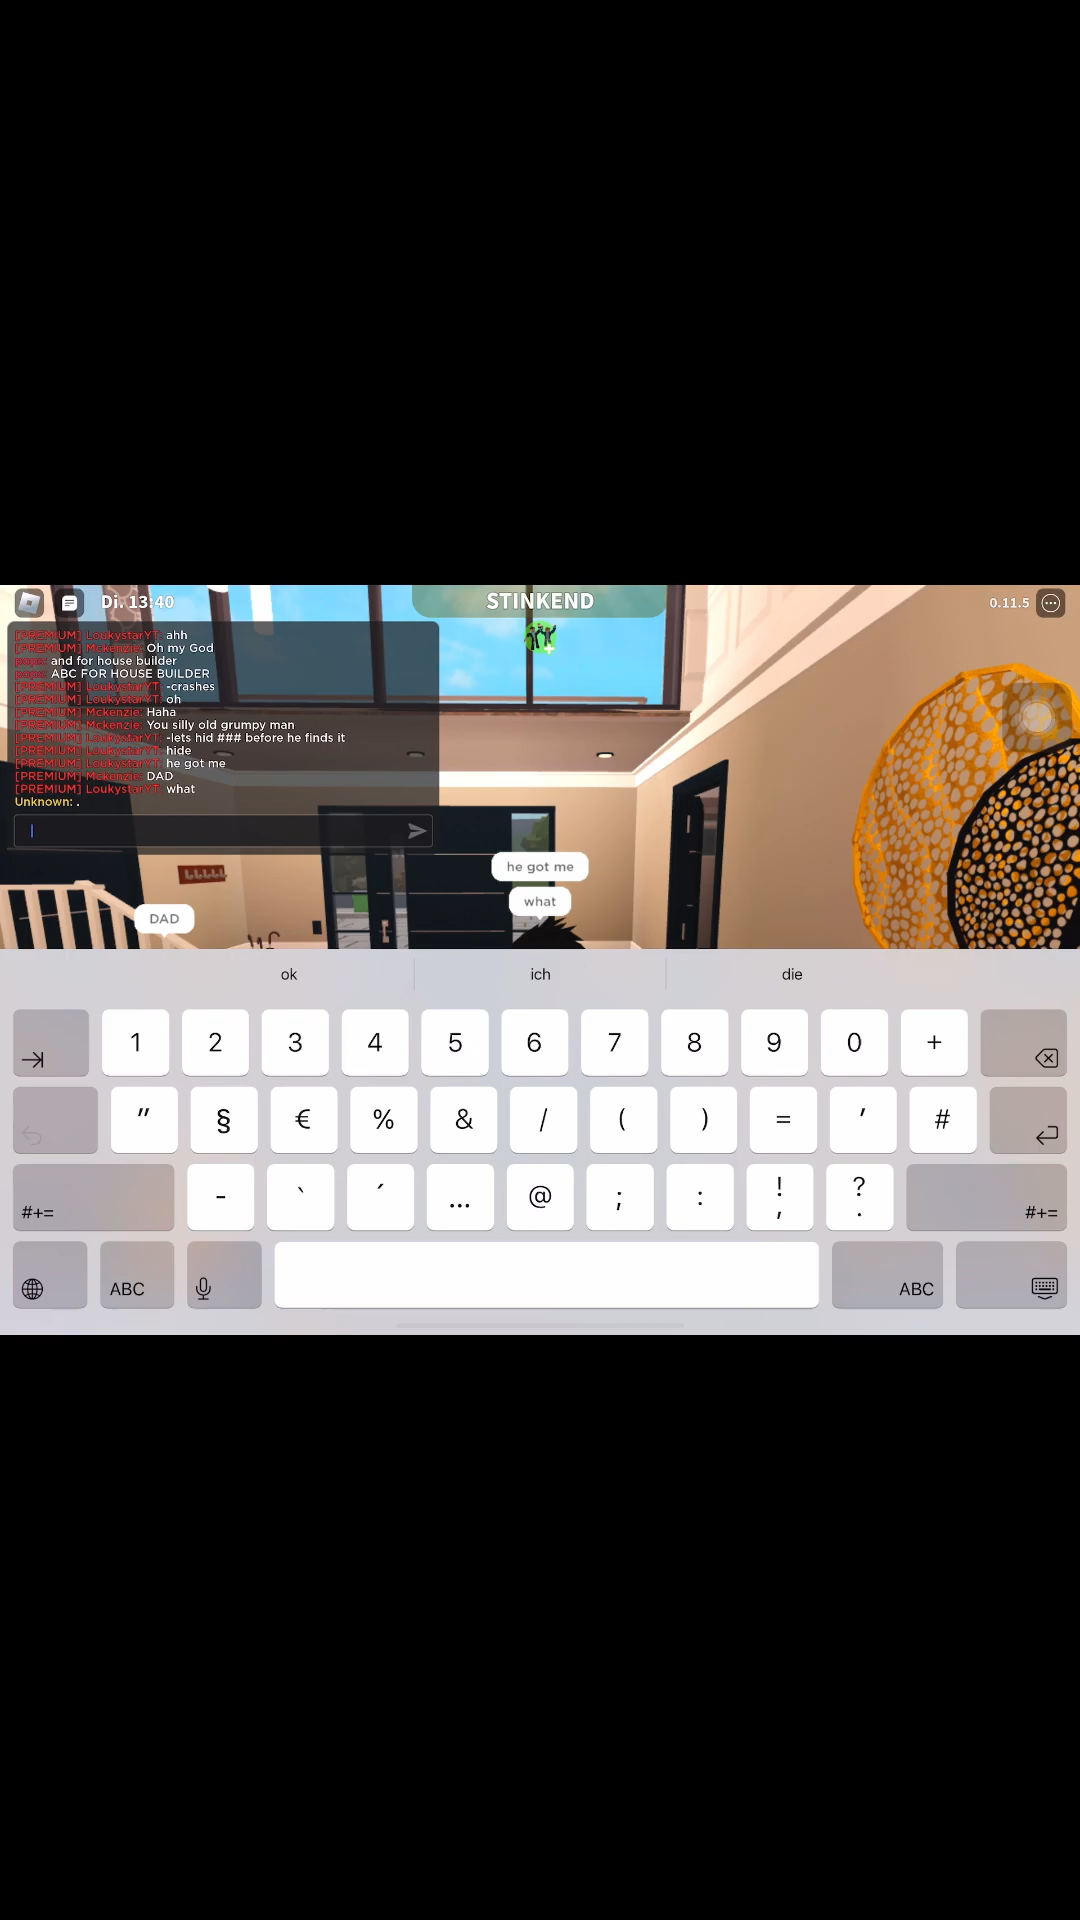 Di. 13:40
STINKEND
0.11.5
[PREMIUM] LoukystarYT: ahh
[PREMIUM] Mckenzie: Oh my God
and for house builder
ABC FOR HOUSE BUILDER
[PREMIUM] LoukystarYT: -crashes
[PREMIUM] LoukystarYT: oh
[PREMIUM] Mckenzie: Haha
[PREMIUM] Mckenzie: You silly old grumpy man
[PREMIUM] LoukystarYT: -lets hid ### before he finds it
[PREMIUM] LoukystarYT: hide
[PREMIUM] LoukystarYT: he got me
[PREMIUM] Mckenzie: DAD
[PREMIUM] LoukystarYT: what
Unknown: .
he got me
what
DAD
ok ich die
1 2 3 4 5 6 7 8 9 0 +
" § € % & / ( ) = ' #
#+= - ` ´ … @ ; : ! , ? . #+=
ABC ABC